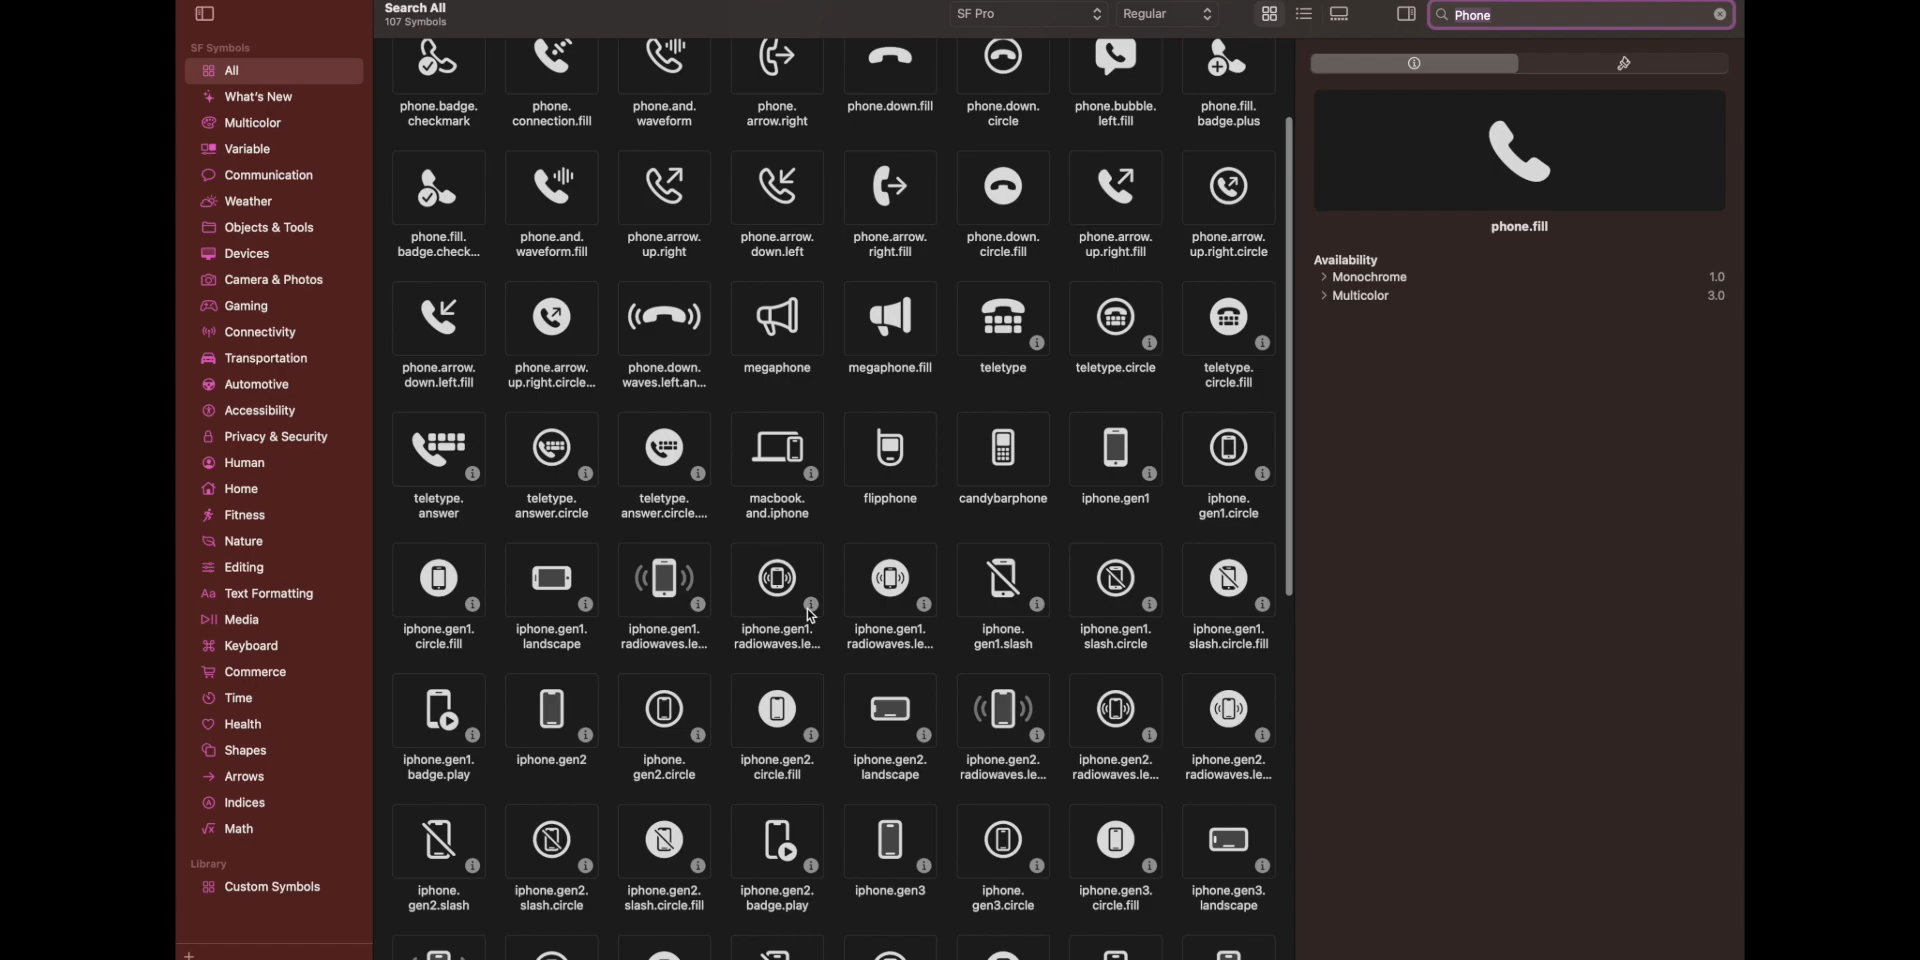 Search All
107 Symbols
SF Pro
Regular
Phone
SF Symbols
All
What's New
Multicolor
Variable
Communication
Weather
Objects & Tools
Devices
Camera & Photos
Gaming
Connectivity
Transportation
Automotive
Accessibility
Privacy & Security
Human
Home
Fitness
Nature
Editing
Aa Text Formatting
Media
Keyboard
Commerce
Time
Health
Shapes
Arrows
Indices
Math
Library
Custom Symbols
phone.badge.
checkmark
phone.
connection.fill
phone.and.
waveform
phone.
arrow.right
phone.down.fill
phone.down.
circle
phone.bubble.
left.fill
phone.fill.
badge.plus
phone.fill.
badge.check...
phone.and.
waveform.fill
phone.arrow.
up.right
phone.arrow.
down.left
phone.arrow.
right.fill
phone.down.
circle.fill
phone.arrow.
up.right.fill
phone.arrow.
up.right.circle
phone.arrow.
down.left.fill
phone.arrow.
up.right.circle...
phone.down.
waves.left.an...
megaphone
megaphone.fill
teletype
teletype.circle
teletype.
circle.fill
teletype.
answer
teletype.
answer.circle
teletype.
answer.circle....
macbook.
and.iphone
flipphone
candybarphone
iphone.gen1
iphone.
gen1.circle
iphone.gen1.
circle.fill
iphone.gen1.
landscape
iphone.gen1.
radiowaves.le...
iphone.gen1.
radiowaves.le...
iphone.gen1.
radiowaves.le...
iphone.
gen1.slash
iphone.gen1.
slash.circle
iphone.gen1.
slash.circle.fill
iphone.gen1.
badge.play
iphone.gen2
iphone.
gen2.circle
iphone.gen2.
circle.fill
iphone.gen2.
landscape
iphone.gen2.
radiowaves.le...
iphone.gen2.
radiowaves.le...
iphone.gen2.
radiowaves.le...
iphone.
gen2.slash
iphone.gen2.
slash.circle
iphone.gen2.
slash.circle.fill
iphone.gen2.
badge.play
iphone.gen3
iphone.
gen3.circle
iphone.gen3.
circle.fill
iphone.gen3.
landscape
phone.fill
Availability
Monochrome 1.0
Multicolor 3.0